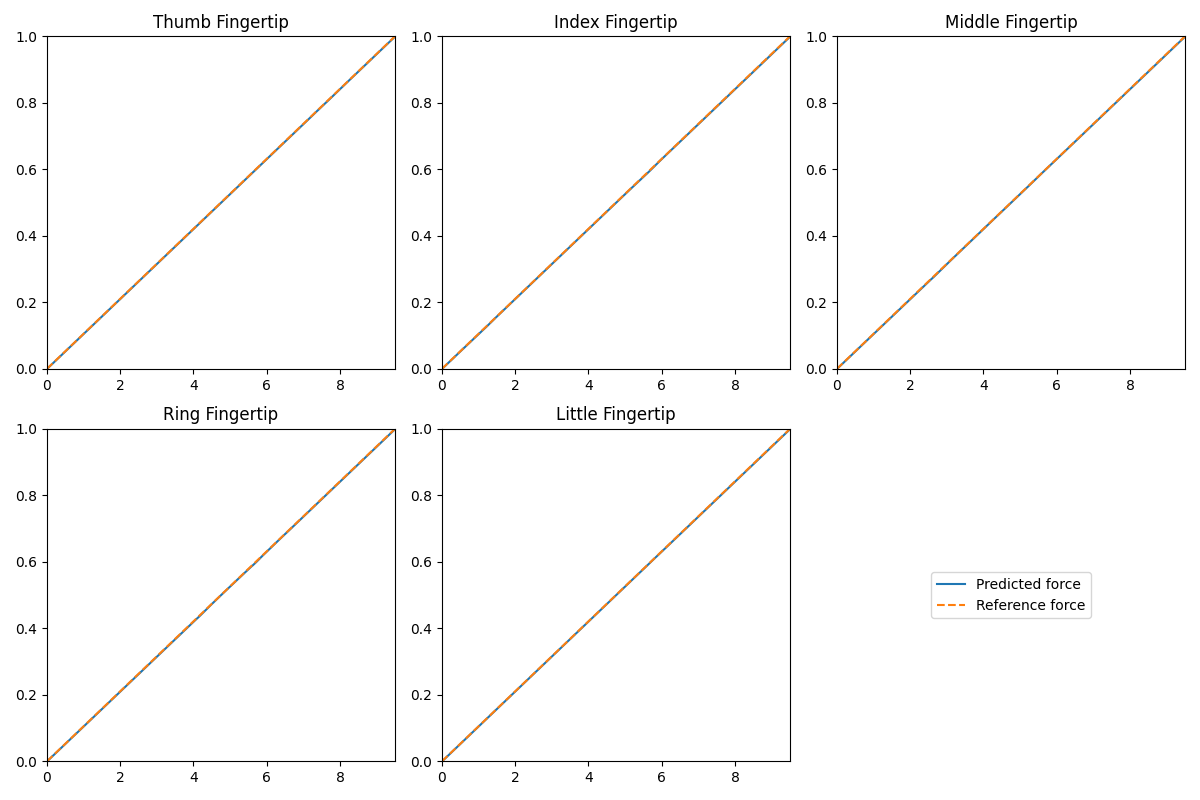 Thumb Fingertip
1.0
0.8
0.6
0.4
0.2
0.0
0 2 4 6 8
Index Fingertip
1.0
0.8
0.6
0.4
0.2
0.0
0 2 4 6 8
Middle Fingertip
1.0
0.8
0.6
0.4
0.2
0.0
0 2 4 6 8
Ring Fingertip
1.0
0.8
0.6
0.4
0.2
0.0
0 2 4 6 8
Little Fingertip
1.0
0.8
0.6
0.4
0.2
0.0
0 2 4 6 8
Predicted force
Reference force